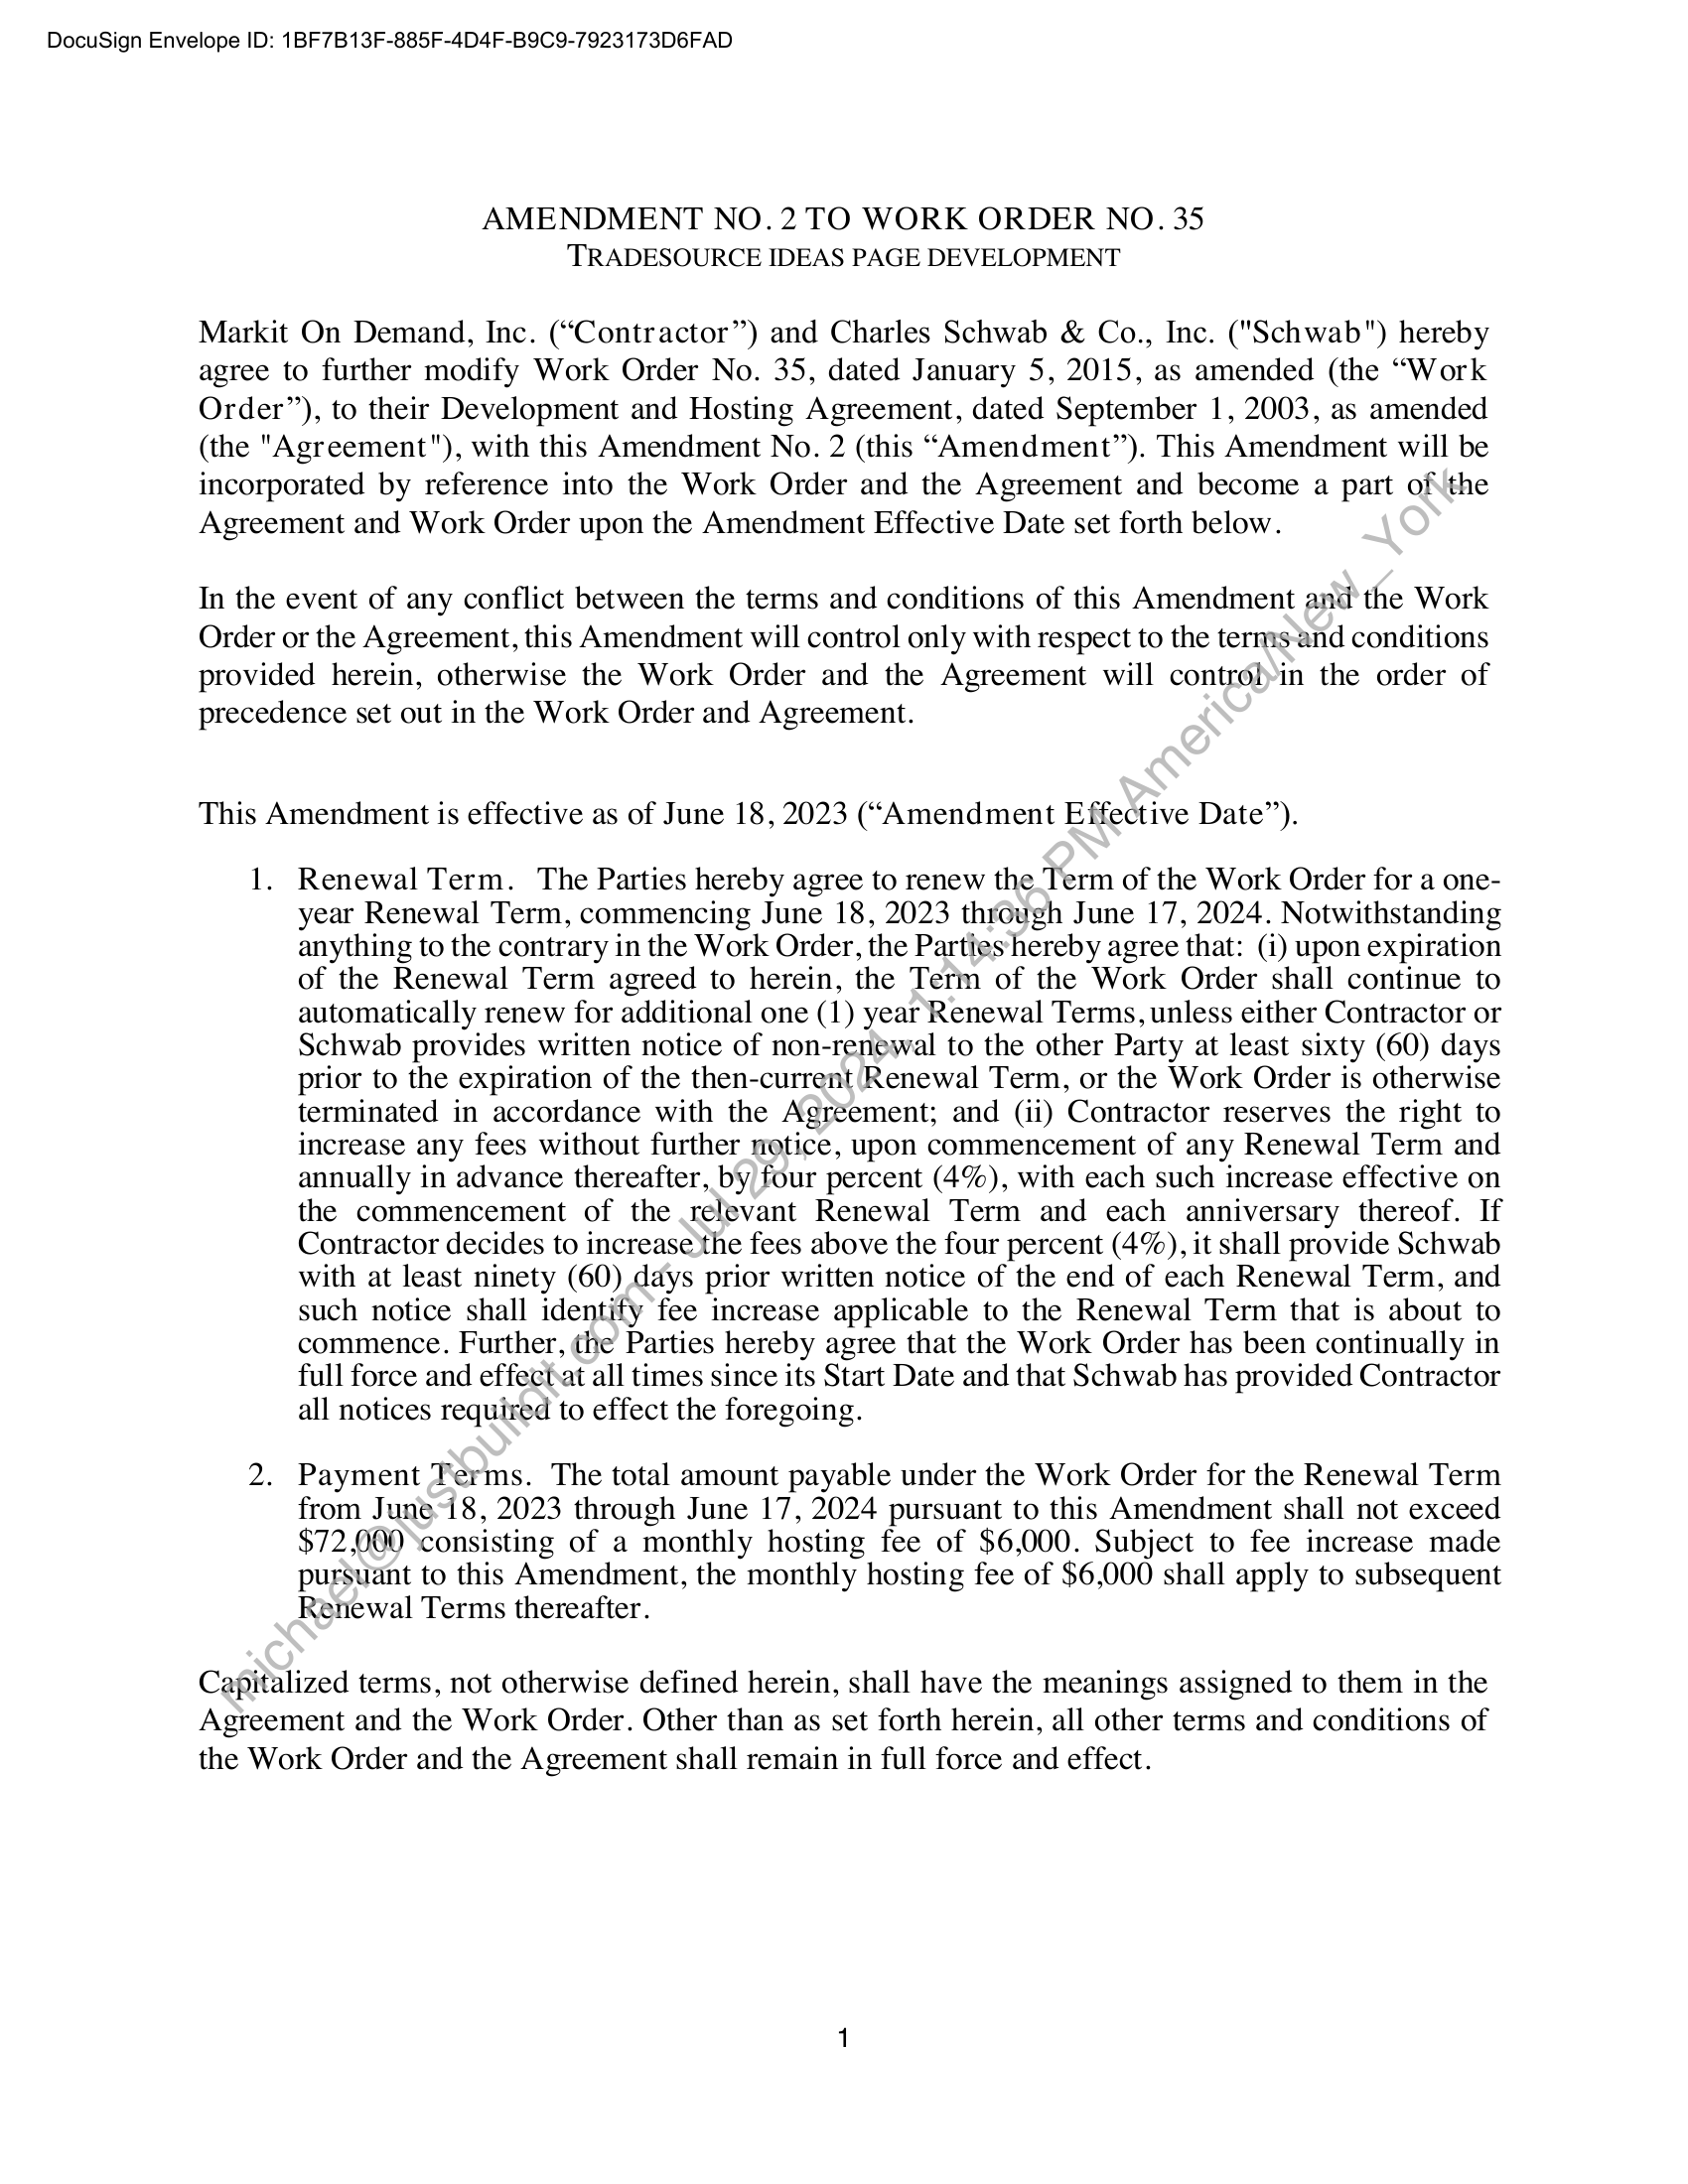 DocuSign Envelope ID: 1BF7B13F-885F-4D4F-B9C9-7923173D6FAD
AMENDMENT NO. 2 TO WORK ORDER NO. 35
TRADESOURCE IDEAS PAGE DEVELOPMENT
Markit On Demand, Inc. (“Contractor”) and Charles Schwab & Co., Inc. ("Schwab") hereby
agree to further modify Work Order No. 35, dated January 5, 2015, as amended (the “Work
Order”), to their Development and Hosting Agreement, dated September 1, 2003, as amended
(the "Agreement"), with this Amendment No. 2 (this “Amendment”). This Amendment will be
incorporated by reference into the Work Order and the Agreement and become a part of the
Agreement and Work Order upon the Amendment Effective Date set forth below.
In the event of any conflict between the terms and conditions of this Amendment and the Work
Order or the Agreement, this Amendment will control only with respect to the terms and conditions
provided herein, otherwise the Work Order and the Agreement will control in the order of
precedence set out in the Work Order and Agreement.
This Amendment is effective as of June 18, 2023 (“Amendment Effective Date”).
1. Renewal Term. The Parties hereby agree to renew the Term of the Work Order for a one-
year Renewal Term, commencing June 18, 2023 through June 17, 2024. Notwithstanding
anything to the contrary in the Work Order, the Parties hereby agree that: (i) upon expiration
of the Renewal Term agreed to herein, the Term of the Work Order shall continue to
automatically renew for additional one (1) year Renewal Terms, unless either Contractor or
Schwab provides written notice of non-renewal to the other Party at least sixty (60) days
prior to the expiration of the then-current Renewal Term, or the Work Order is otherwise
terminated in accordance with the Agreement; and (ii) Contractor reserves the right to
increase any fees without further notice, upon commencement of any Renewal Term and
annually in advance thereafter, by four percent (4%), with each such increase effective on
the commencement of the relevant Renewal Term and each anniversary thereof. If
Contractor decides to increase the fees above the four percent (4%), it shall provide Schwab
with at least ninety (60) days prior written notice of the end of each Renewal Term, and
such notice shall identify fee increase applicable to the Renewal Term that is about to
commence. Further, the Parties hereby agree that the Work Order has been continually in
full force and effect at all times since its Start Date and that Schwab has provided Contractor
all notices required to effect the foregoing.
2. Payment Terms. The total amount payable under the Work Order for the Renewal Term
from June 18, 2023 through June 17, 2024 pursuant to this Amendment shall not exceed
$72,000 consisting of a monthly hosting fee of $6,000. Subject to fee increase made
pursuant to this Amendment, the monthly hosting fee of $6,000 shall apply to subsequent
Renewal Terms thereafter.
Capitalized terms, not otherwise defined herein, shall have the meanings assigned to them in the
Agreement and the Work Order. Other than as set forth herein, all other terms and conditions of
the Work Order and the Agreement shall remain in full force and effect.
michael@justbuildit.com - Jul 29, 2024, 1:14:36 PM America/New_York
1